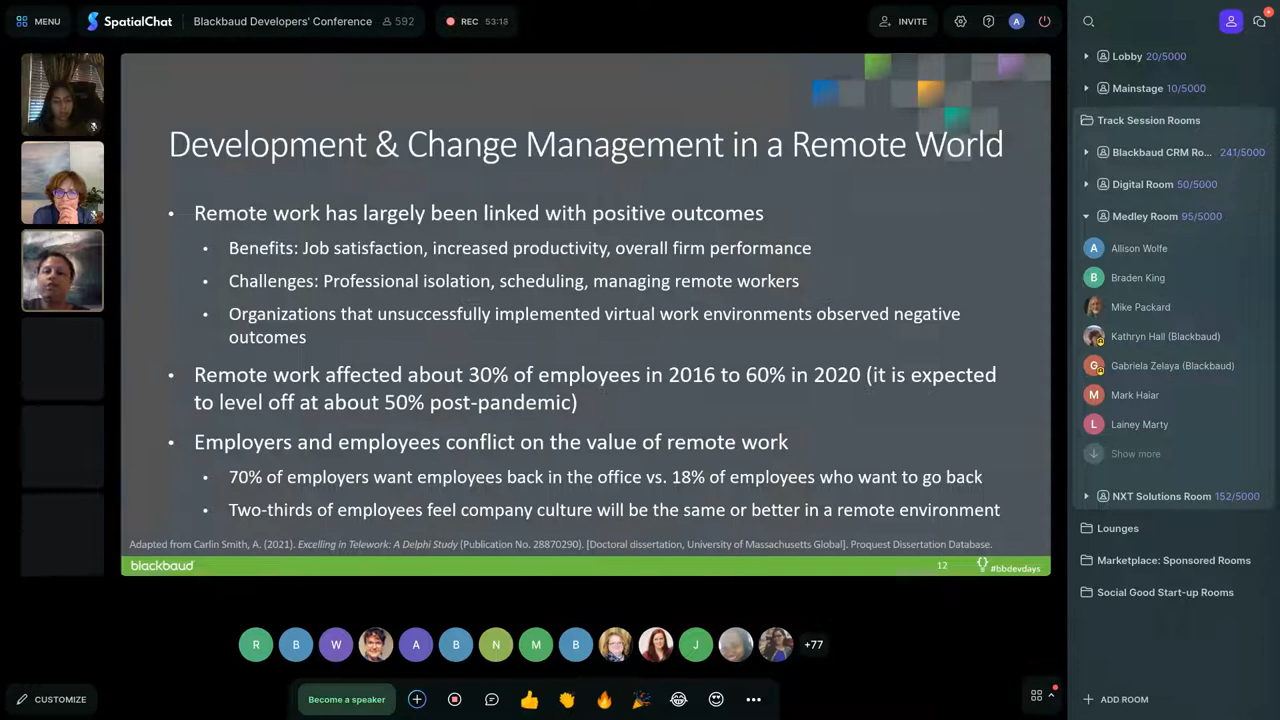 MENU
SpatialChat
Blackbaud Developers' Conference 592
REC 53:13
INVITE
A
Development & Change Management in a Remote World
• Remote work has largely been linked with positive outcomes
• Benefits: Job satisfaction, increased productivity, overall firm performance
• Challenges: Professional isolation, scheduling, managing remote workers
• Organizations that unsuccessfully implemented virtual work environments observed negative
outcomes
• Remote work affected about 30% of employees in 2016 to 60% in 2020 (it is expected
to level off at about 50% post-pandemic)
• Employers and employees conflict on the value of remote work
• 70% of employers want employees back in the office vs. 18% of employees who want to go back
• Two-thirds of employees feel company culture will be the same or better in a remote environment
Adapted from Carlin Smith, A. (2021). Excelling in Telework: A Delphi Study (Publication No. 28870290). [Doctoral dissertation, University of Massachusetts Global]. Proquest Dissertation Database.
blackbaud 12 #bbdevdays
R B W A B N M B J +77
CUSTOMIZE
Become a speaker
Lobby 20/5000
Mainstage 10/5000
Track Session Rooms
Blackbaud CRM Ro... 241/5000
Digital Room 50/5000
Medley Room 95/5000
A Allison Wolfe
B Braden King
Mike Packard
Kathryn Hall (Blackbaud)
G Gabriela Zelaya (Blackbaud)
M Mark Haiar
L Lainey Marty
Show more
NXT Solutions Room 152/5000
Lounges
Marketplace: Sponsored Rooms
Social Good Start-up Rooms
ADD ROOM